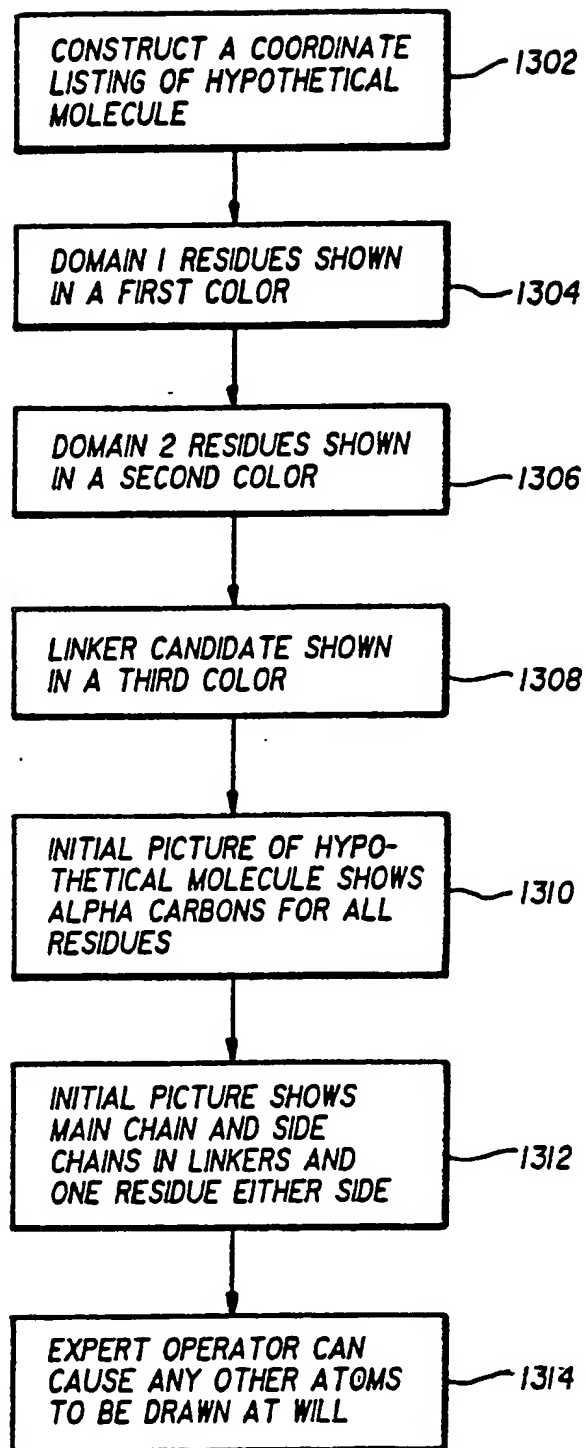 CONSTRUCT A COORDINATE
LISTING OF HYPOTHETICAL
MOLECULE
1302
DOMAIN 1 RESIDUES SHOWN
IN A FIRST COLOR
1304
DOMAIN 2 RESIDUES SHOWN
IN A SECOND COLOR
1306
LINKER CANDIDATE SHOWN
IN A THIRD COLOR
1308
INITIAL PICTURE OF HYPO-
THETICAL MOLECULE SHOWS
ALPHA CARBONS FOR ALL
RESIDUES
1310
INITIAL PICTURE SHOWS
MAIN CHAIN AND SIDE
CHAINS IN LINKERS AND
ONE RESIDUE EITHER SIDE
1312
EXPERT OPERATOR CAN
CAUSE ANY OTHER ATOMS
TO BE DRAWN AT WILL
1314